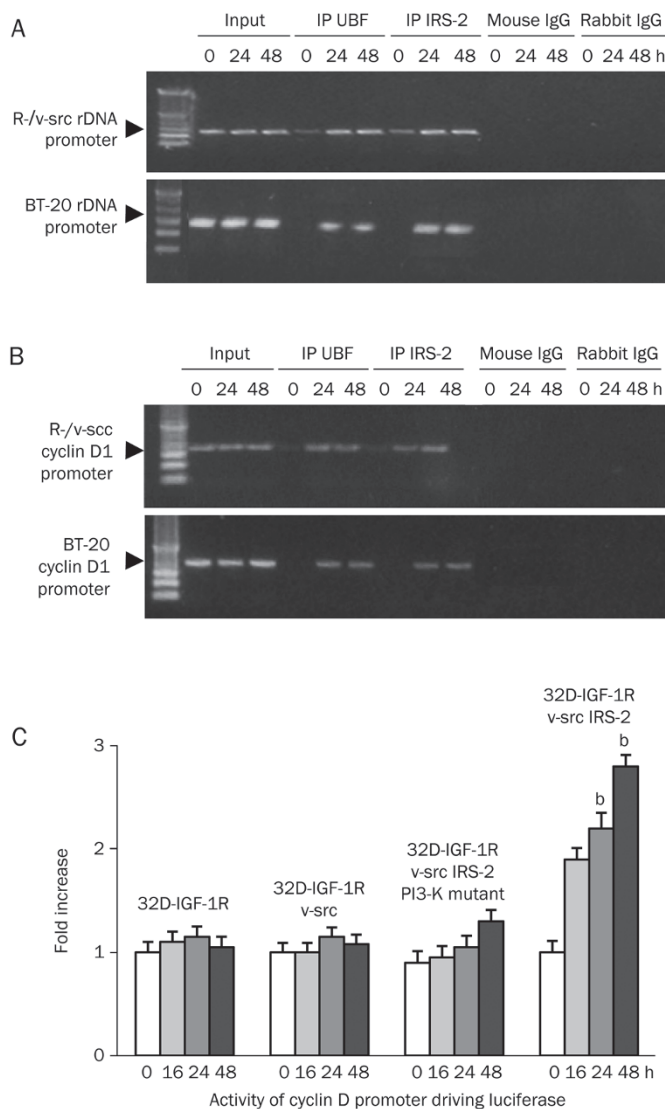 A
Input IP UBF IP IRS-2 Mouse IgG Rabbit IgG
0 24 48 0 24 48 0 24 48 0 24 48 0 24 48 h
R-/v-src rDNA
promoter
BT-20 rDNA
promoter
B
Input IP UBF IP IRS-2 Mouse IgG Rabbit IgG
0 24 48 0 24 48 0 24 48 0 24 48 0 24 48 h
R-/v-scc
cyclin D1
promoter
BT-20
cyclin D1
promoter
C
Fold increase
3
2
1
0
32D-IGF-1R
32D-IGF-1R
v-src
32D-IGF-1R
v-src IRS-2
PI3-K mutant
32D-IGF-1R
v-src IRS-2
b
b
0 16 24 48 0 16 24 48 0 16 24 48 0 16 24 48 h
Activity of cyclin D promoter driving luciferase